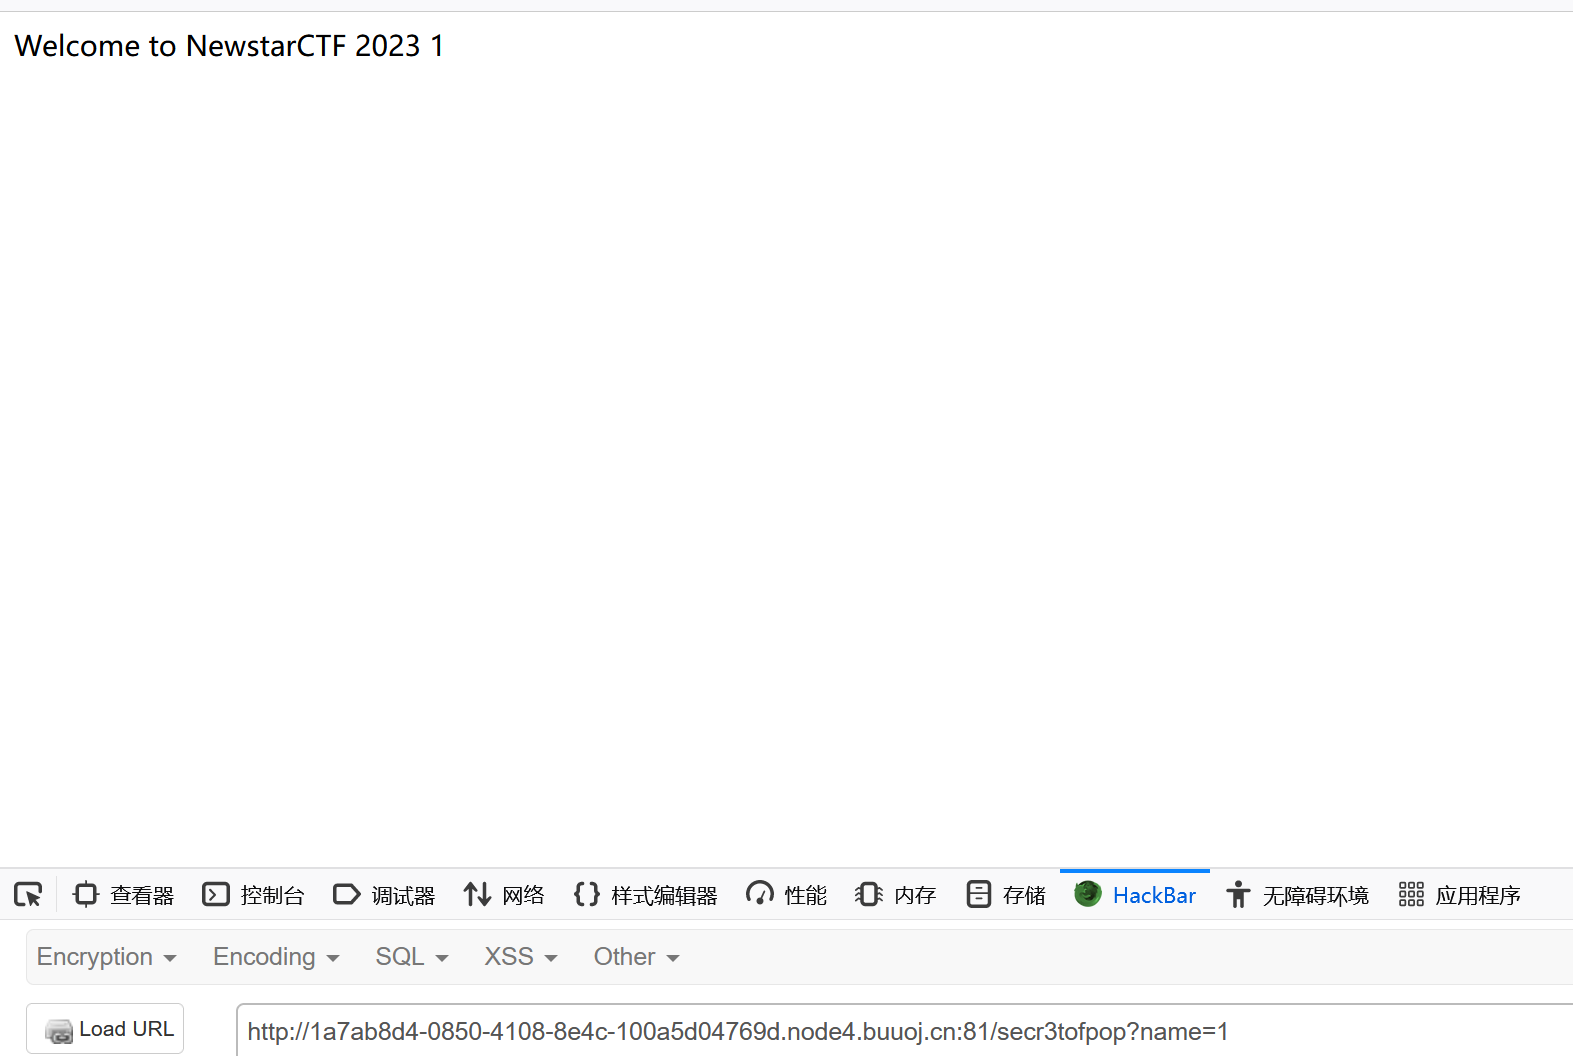 Welcome to NewstarCTF 2023 1
查看器 控制台 调试器 网络 样式编辑器 性能 内存 存储 HackBar 无障碍环境 应用程序
Encryption Encoding SQL XSS Other
Load URL http://1a7ab8d4-0850-4108-8e4c-100a5d04769d.node4.buuoj.cn:81/secr3tofpop?name=1